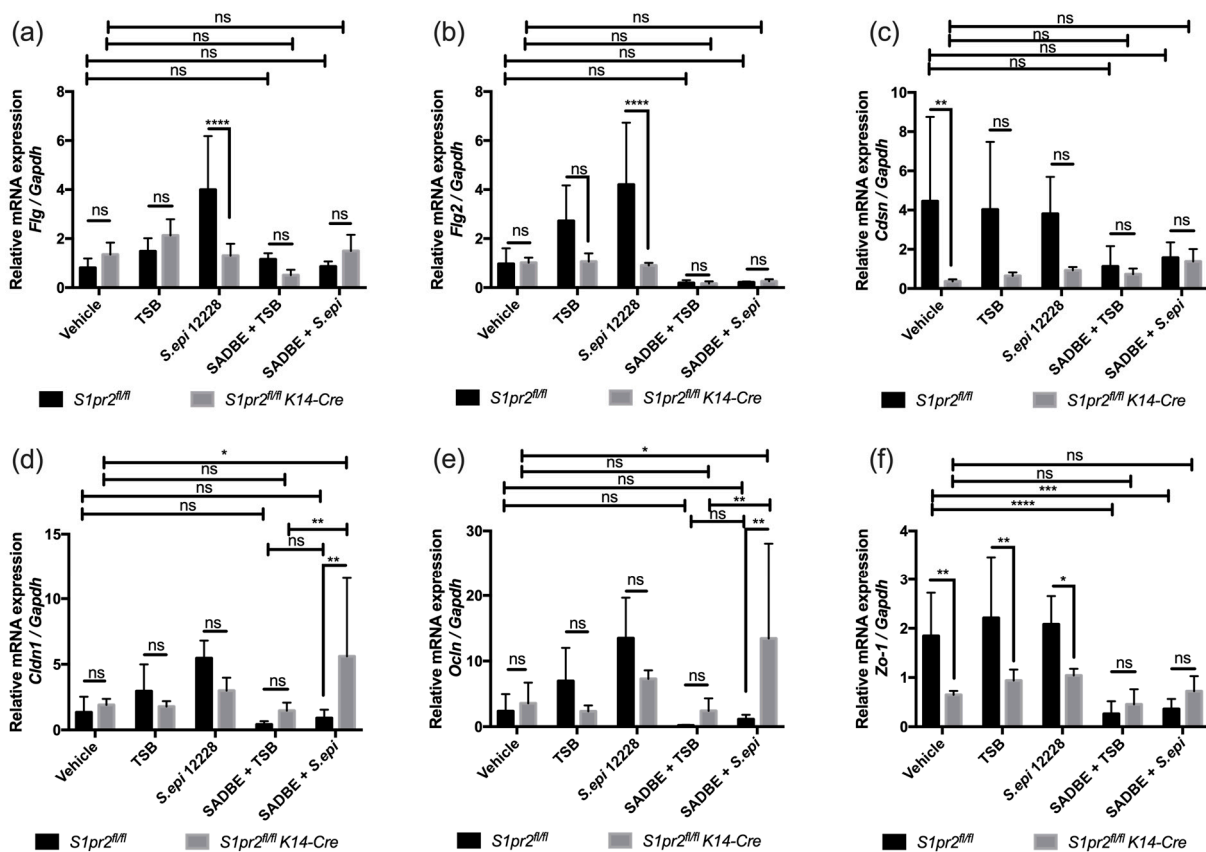 (a)
ns
ns
ns
ns
Relative mRNA expression
Flg / Gapdh
8
6
4
2
0
ns
ns
****
ns
ns
Vehicle
TSB
S.epi 12228
SADBE + TSB
SADBE + S.epi
S1pr2fl/fl
S1pr2fl/fl K14-Cre
(b)
ns
ns
ns
ns
Relative mRNA expression
Flg2 / Gapdh
8
6
4
2
0
ns
ns
****
ns
ns
Vehicle
TSB
S.epi 12228
SADBE + TSB
SADBE + S.epi
S1pr2fl/fl
S1pr2fl/fl K14-Cre
(c)
ns
ns
ns
ns
Relative mRNA expression
Cdsn / Gapdh
10
8
6
4
2
0
**
ns
ns
ns
ns
Vehicle
TSB
S.epi 12228
SADBE + TSB
SADBE + S.epi
S1pr2fl/fl
S1pr2fl/fl K14-Cre
(d)
*
ns
ns
ns
**
ns
**
Relative mRNA expression
Cldn1 / Gapdh
15
10
5
0
ns
ns
ns
ns
Vehicle
TSB
S.epi 12228
SADBE + TSB
SADBE + S.epi
S1pr2fl/fl
S1pr2fl/fl K14-Cre
(e)
*
ns
ns
ns
**
ns
**
Relative mRNA expression
Ocln / Gapdh
30
20
10
0
ns
ns
ns
ns
Vehicle
TSB
S.epi 12228
SADBE + TSB
SADBE + S.epi
S1pr2fl/fl
S1pr2fl/fl K14-Cre
(f)
ns
ns
***
****
Relative mRNA expression
Zo-1 / Gapdh
4
3
2
1
0
**
**
*
ns
ns
Vehicle
TSB
S.epi 12228
SADBE + TSB
SADBE + S.epi
S1pr2fl/fl
S1pr2fl/fl K14-Cre